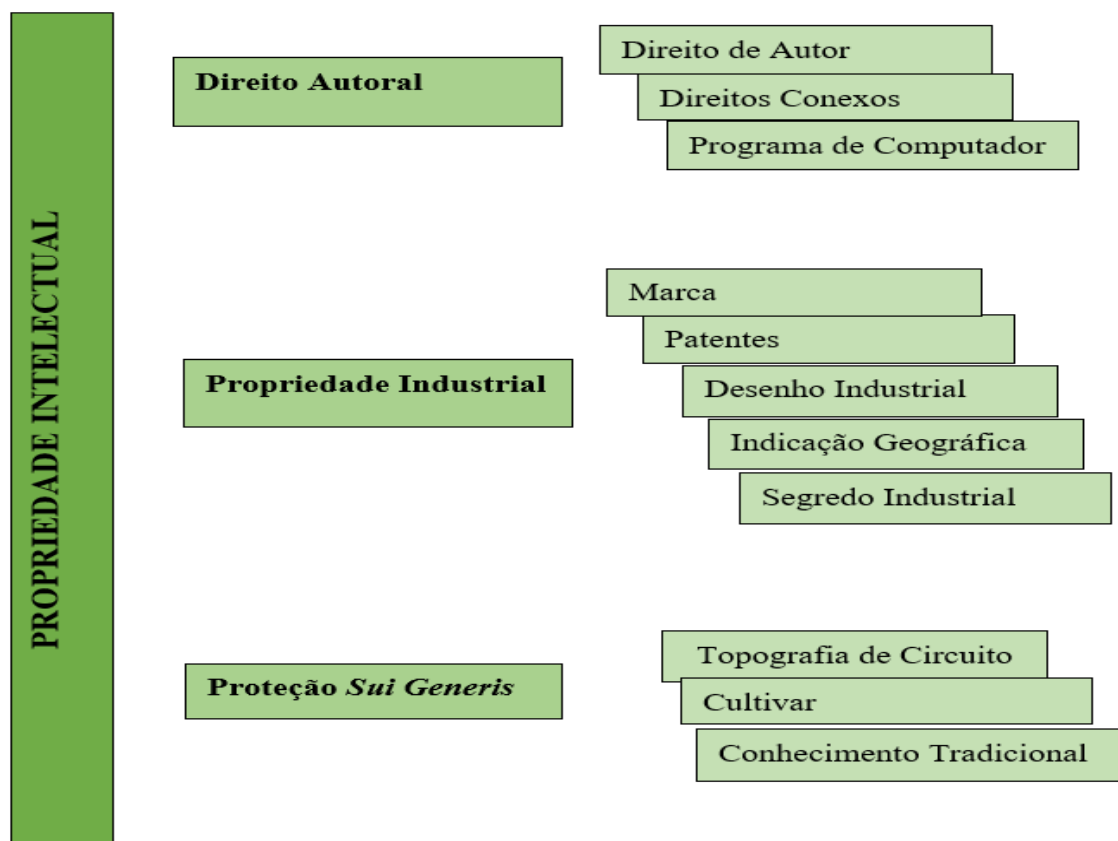 PROPRIEDADE INTELECTUAL
Direito Autoral
Direito de Autor
Direitos Conexos
Programa de Computador
Propriedade Industrial
Marca
Patentes
Desenho Industrial
Indicação Geográfica
Segredo Industrial
Proteção Sui Generis
Topografia de Circuito
Cultivar
Conhecimento Tradicional